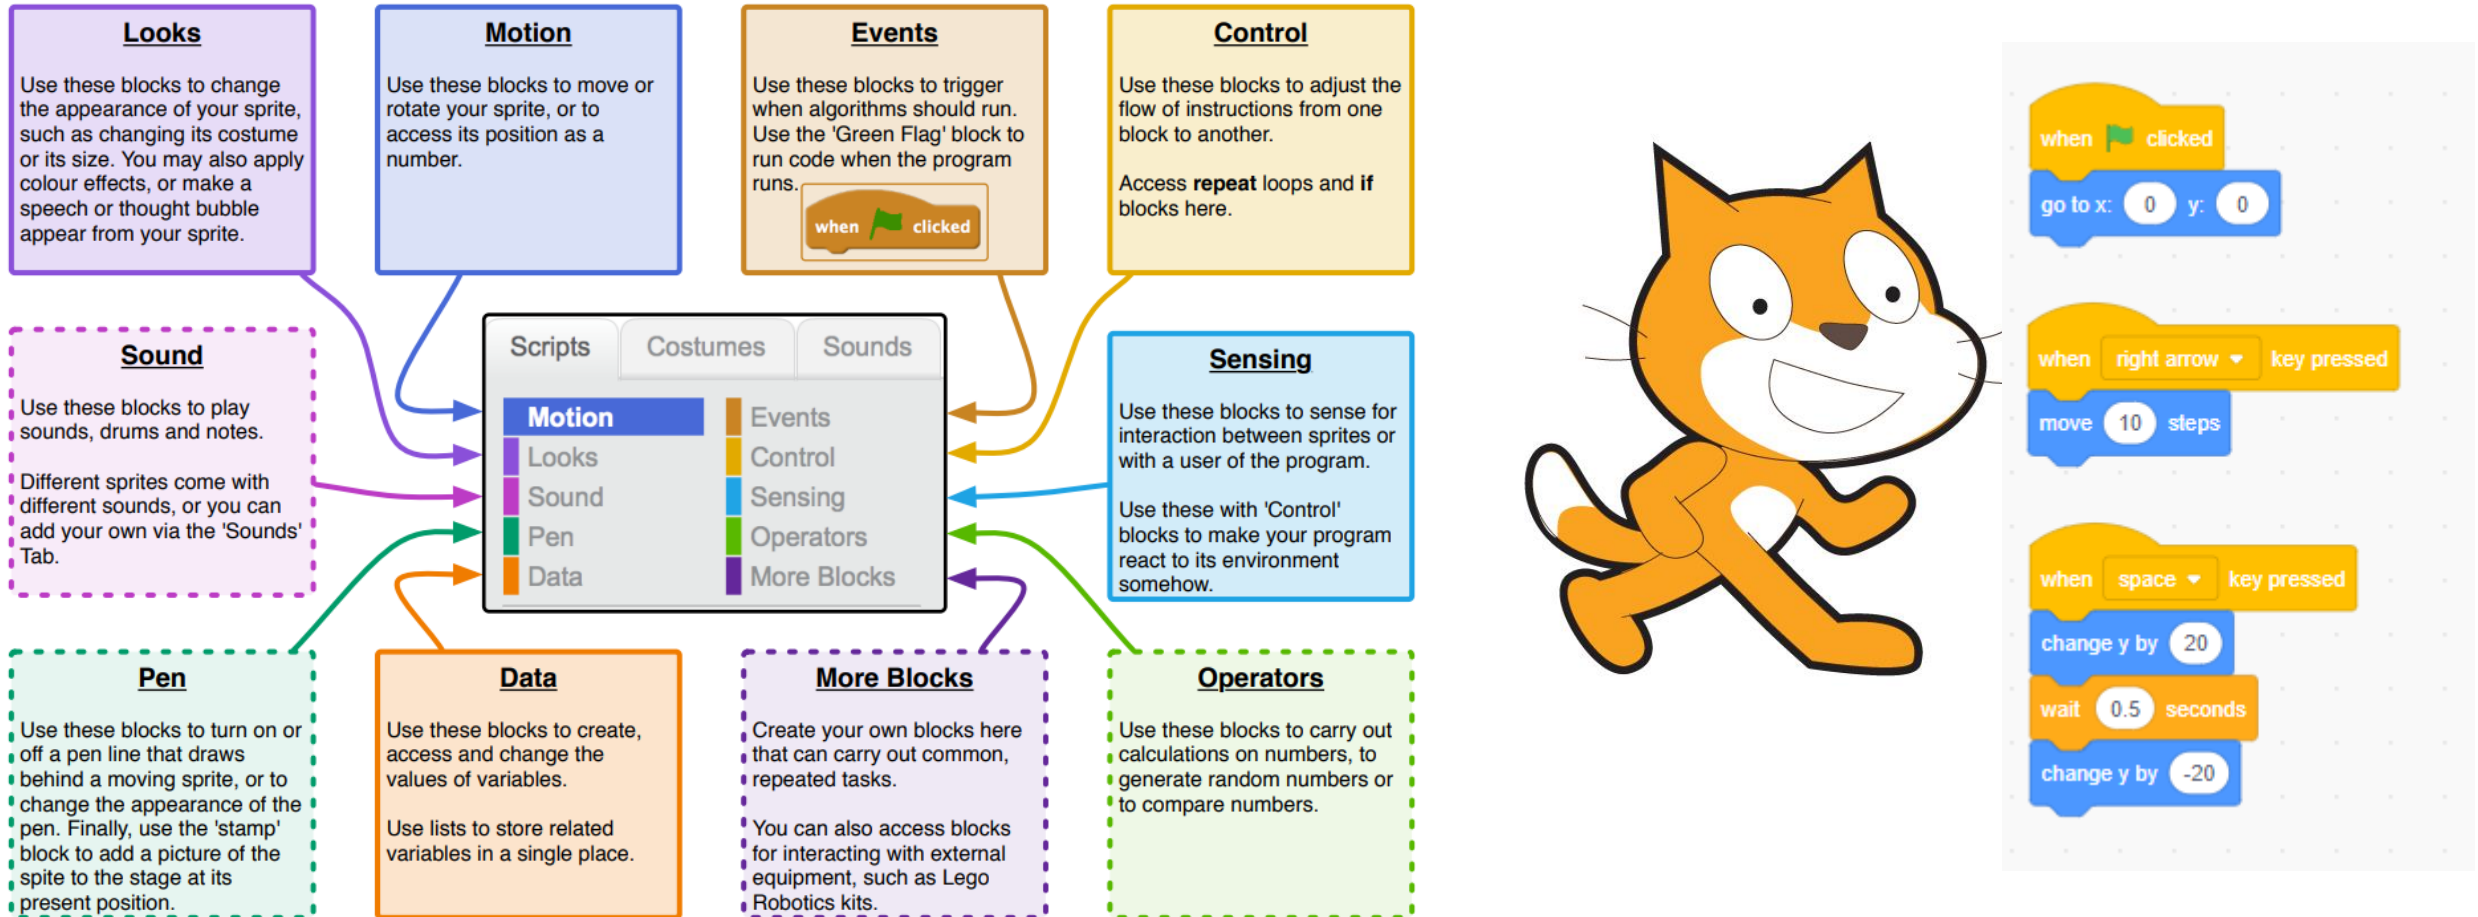 Looks
Use these blocks to change
the appearance of your sprite,
such as changing its costume
or its size. You may also apply
colour effects, or make a
speech or thought bubble
appear from your sprite.
Motion
Use these blocks to move or
rotate your sprite, or to
access its position as a
number.
Events
Use these blocks to trigger
when algorithms should run.
Use the 'Green Flag' block to
run code when the program
runs.
when clicked
Control
Use these blocks to adjust the
flow of instructions from one
block to another.
Access repeat loops and if
blocks here.
Sound
Use these blocks to play
sounds, drums and notes.
Different sprites come with
different sounds, or you can
add your own via the 'Sounds'
Tab.
Scripts Costumes Sounds
Motion Events
Looks Control
Sound Sensing
Pen Operators
Data More Blocks
Sensing
Use these blocks to sense for
interaction between sprites or
with a user of the program.
Use these with 'Control'
blocks to make your program
react to its environment
somehow.
Pen
Use these blocks to turn on or
off a pen line that draws
behind a moving sprite, or to
change the appearance of the
pen. Finally, use the 'stamp'
block to add a picture of the
spite to the stage at its
present position.
Data
Use these blocks to create,
access and change the
values of variables.
Use lists to store related
variables in a single place.
More Blocks
Create your own blocks here
that can carry out common,
repeated tasks.
You can also access blocks
for interacting with external
equipment, such as Lego
Robotics kits.
Operators
Use these blocks to carry out
calculations on numbers, to
generate random numbers or
to compare numbers.
when clicked
go to x: 0 y: 0
when right arrow key pressed
move 10 steps
when space key pressed
change y by 20
wait 0.5 seconds
change y by -20